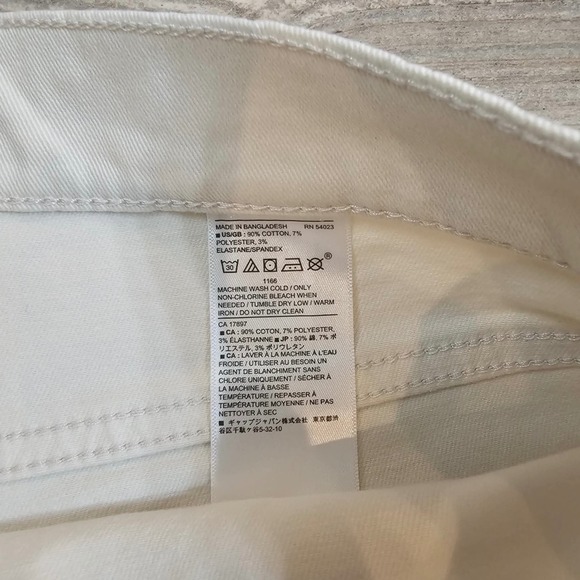 MADE IN BANGLADESH RN 54023
■ US/GB : 90% COTTON, 7%
POLYESTER, 3%
ELASTANE/SPANDEX
30 ®
1166
MACHINE WASH COLD / ONLY
NON-CHLORINE BLEACH WHEN
NEEDED / TUMBLE DRY LOW / WARM
IRON / DO NOT DRY CLEAN
CA 17897
■ CA : 90% COTON, 7% POLYESTER,
3% ÉLASTHANNE ■ JP : 90% 綿, 7% ポ
リエステル, 3% ポリウレタン
■ CA : LAVER À LA MACHINE À L'EAU
FROIDE / UTILISER AU BESOIN UN
AGENT DE BLANCHIMENT SANS
CHLORE UNIQUEMENT / SÉCHER À
LA MACHINE À BASSE
TEMPÉRATURE / REPASSER À
TEMPÉRATURE MOYENNE / NE PAS
NETTOYER À SEC
■ ギャップジャパン(株) 東京都渋
谷区千駄ヶ谷5-32-10